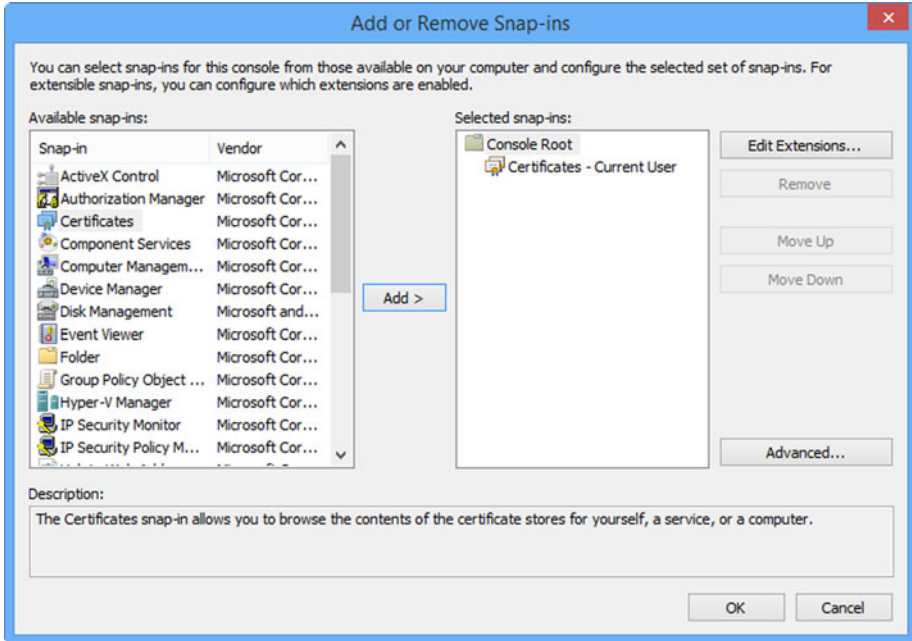 Add or Remove Snap-ins
You can select snap-ins for this console from those available on your computer and configure the selected set of snap-ins. For
extensible snap-ins, you can configure which extensions are enabled.
Available snap-ins:
Snap-in Vendor
ActiveX Control Microsoft Cor...
Authorization Manager Microsoft Cor...
Certificates Microsoft Cor...
Component Services Microsoft Cor...
Computer Managem... Microsoft Cor...
Device Manager Microsoft Cor...
Disk Management Microsoft and...
Event Viewer Microsoft Cor...
Folder Microsoft Cor...
Group Policy Object ... Microsoft Cor...
Hyper-V Manager Microsoft Cor...
IP Security Monitor Microsoft Cor...
IP Security Policy M... Microsoft Cor...
Add >
Selected snap-ins:
Console Root
Certificates - Current User
Edit Extensions...
Remove
Move Up
Move Down
Advanced...
Description:
The Certificates snap-in allows you to browse the contents of the certificate stores for yourself, a service, or a computer.
OK
Cancel